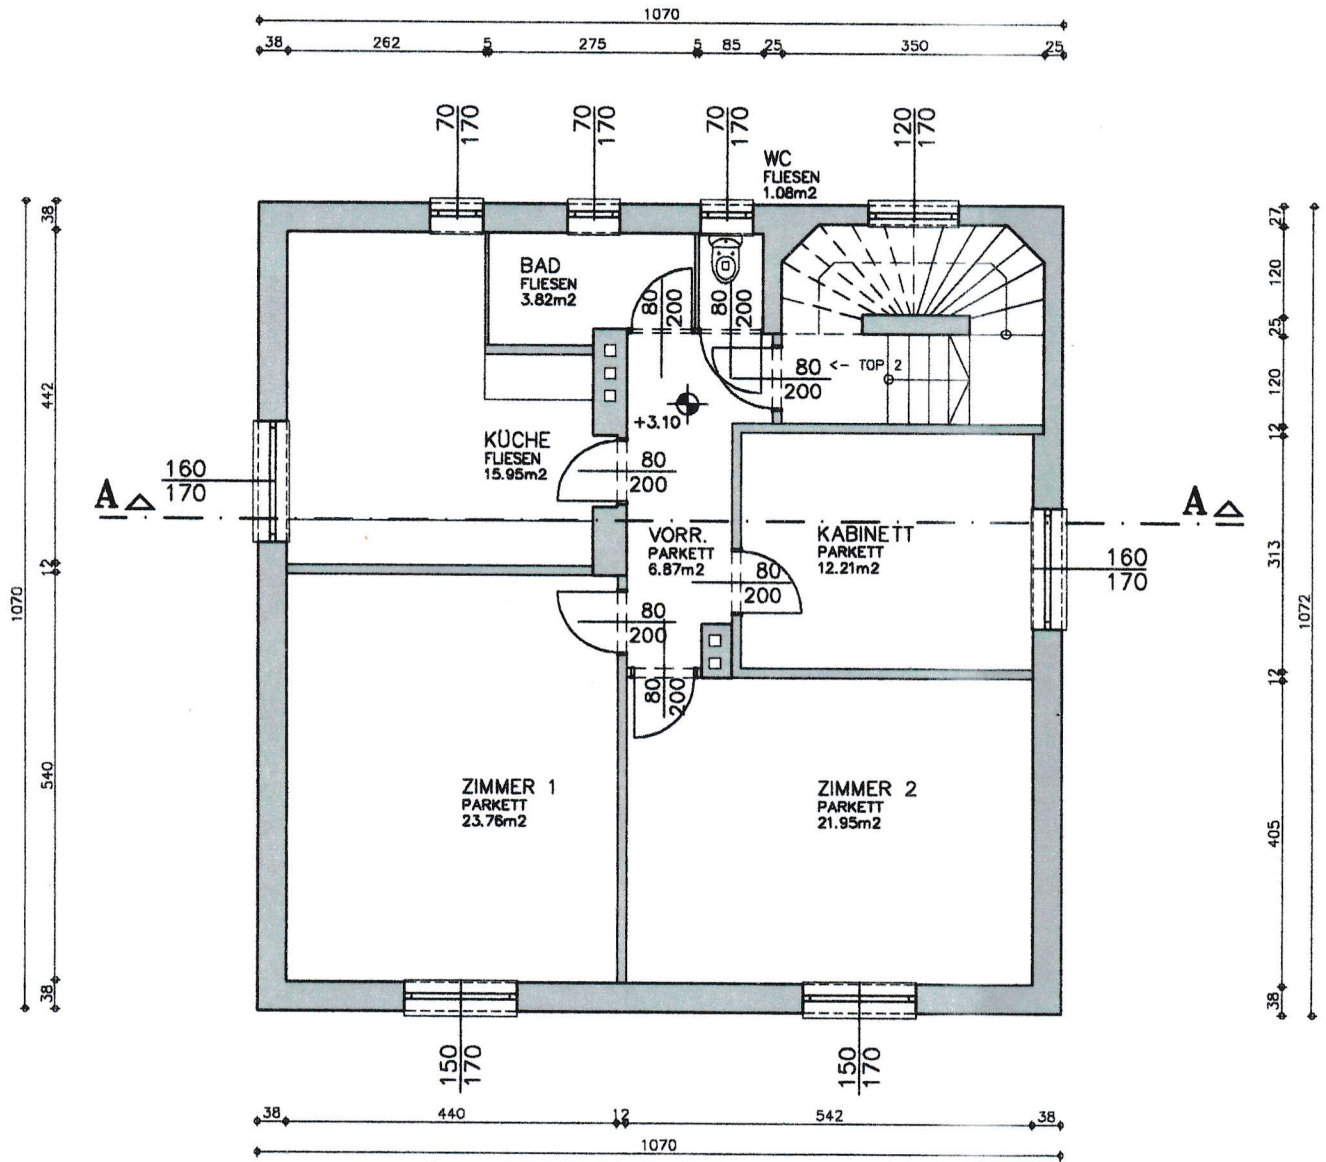 1070
38 262 5 275 5 85 25 350 25
70
170
70
170
70
170
120
170
WC
FLIESEN
1.08m2
BAD
FLIESEN
3.82m2
80
200
80
200
80
200
<- TOP 2
+3.10
KÜCHE
FLIESEN
15.95m2
80
200
160
170
A
A
VORR.
PARKETT
6.87m2
KABINETT
PARKETT
12.21m2
80
200
160
170
80
200
80
200
ZIMMER 1
PARKETT
23.76m2
ZIMMER 2
PARKETT
21.95m2
1070
38
442
12
540
38
27
120
25
120
12
313
12
405
38
1072
150
170
150
170
38 440 12 542 38
1070